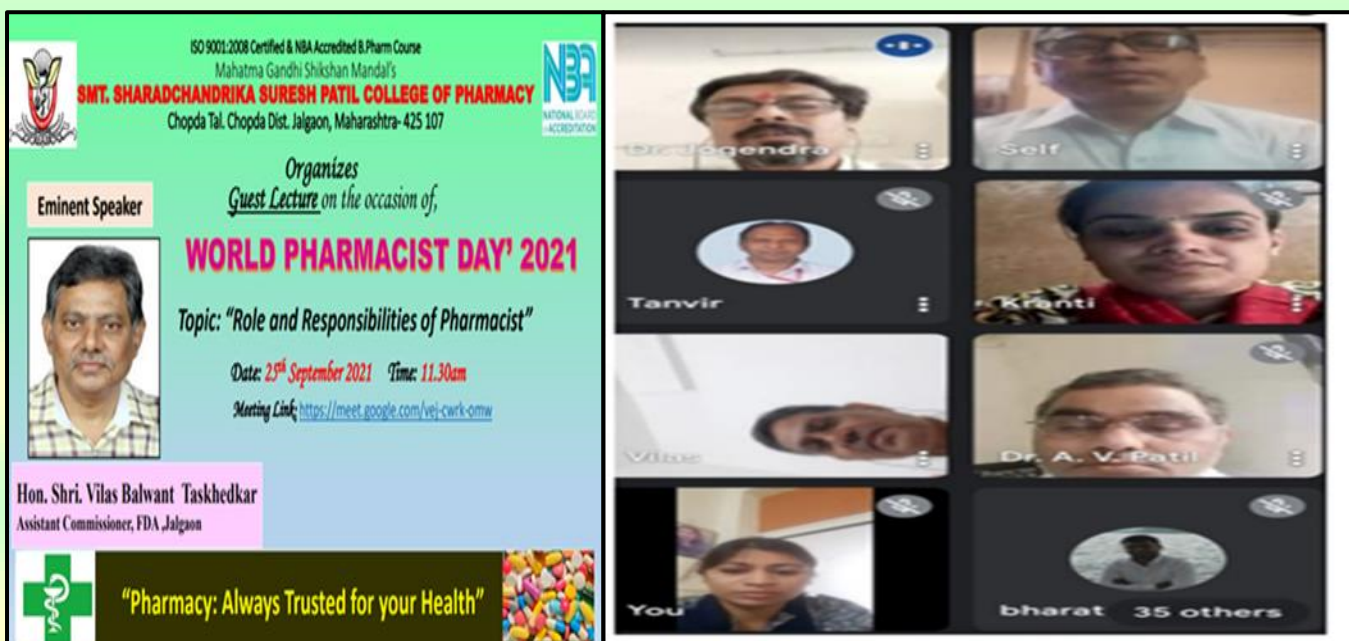 ISO 9001:2008 Certified & NBA Accredited B.Pharm Course
Mahatma Gandhi Shikshan Mandal's
SMT. SHARADCHANDRIKA SURESH PATIL COLLEGE OF PHARMACY
Chopda Tal. Chopda Dist. Jalgaon, Maharashtra- 425 107
NBA
NATIONAL BOARD
of ACCREDITATION
Organizes
Guest Lecture on the occasion of,
Eminent Speaker
WORLD PHARMACIST DAY' 2021
Topic: "Role and Responsibilities of Pharmacist"
Date: 25th September 2021 Time: 11.30am
Meeting Link: https://meet.google.com/vej-cwrk-omw
Hon. Shri. Vilas Balwant Taskhedkar
Assistant Commissioner, FDA ,Jalgaon
"Pharmacy: Always Trusted for your Health"
Dr. Jogendra
Self
Tanvir
Kranti
Vilas
Dr. A. V. Patil
You
bharat
35 others